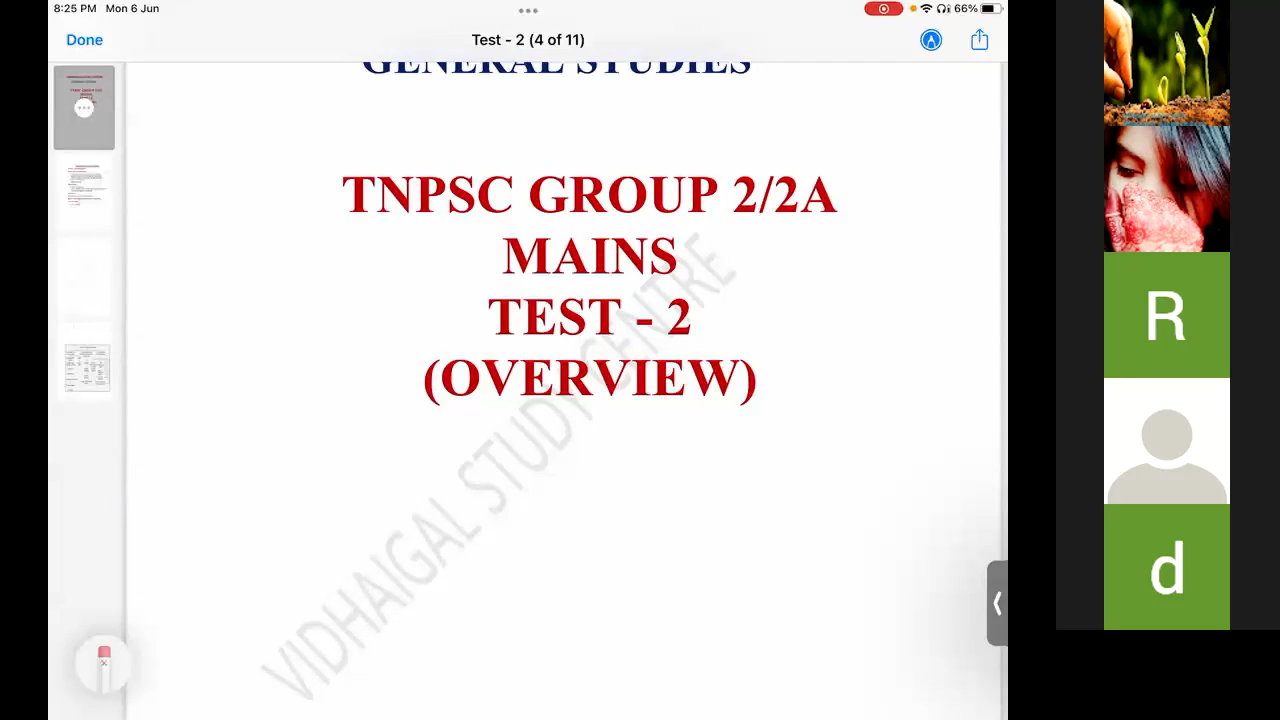 8:25 PM Mon 6 Jun
66%
Done
Test - 2 (4 of 11)
GENERAL STUDIES
TNPSC GROUP 2/2A
MAINS
TEST - 2
(OVERVIEW)
VIDHAIGAL STUDY CENTRE
R
d